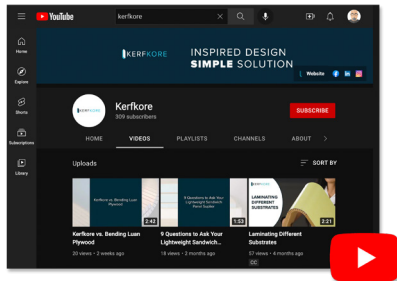 YouTube
kerfkore
KERFKORE
INSPIRED DESIGN
SIMPLE SOLUTION
Website
Home
Explore
Shorts
Subscriptions
Library
KERFKORE
Kerfkore
309 subscribers
SUBSCRIBE
HOME VIDEOS PLAYLISTS CHANNELS ABOUT
Uploads
SORT BY
Kerfkore vs. Bending Luan
Plywood
2:42
9 Questions to Ask Your
Lightweight Sandwich
Panel Supplier
1:53
LAMINATING
DIFFERENT
SUBSTRATES
2:21
Kerfkore vs. Bending Luan
Plywood
20 views • 2 weeks ago
9 Questions to Ask Your
Lightweight Sandwich...
18 views • 2 months ago
Laminating Different
Substrates
57 views • 4 months ago
CC